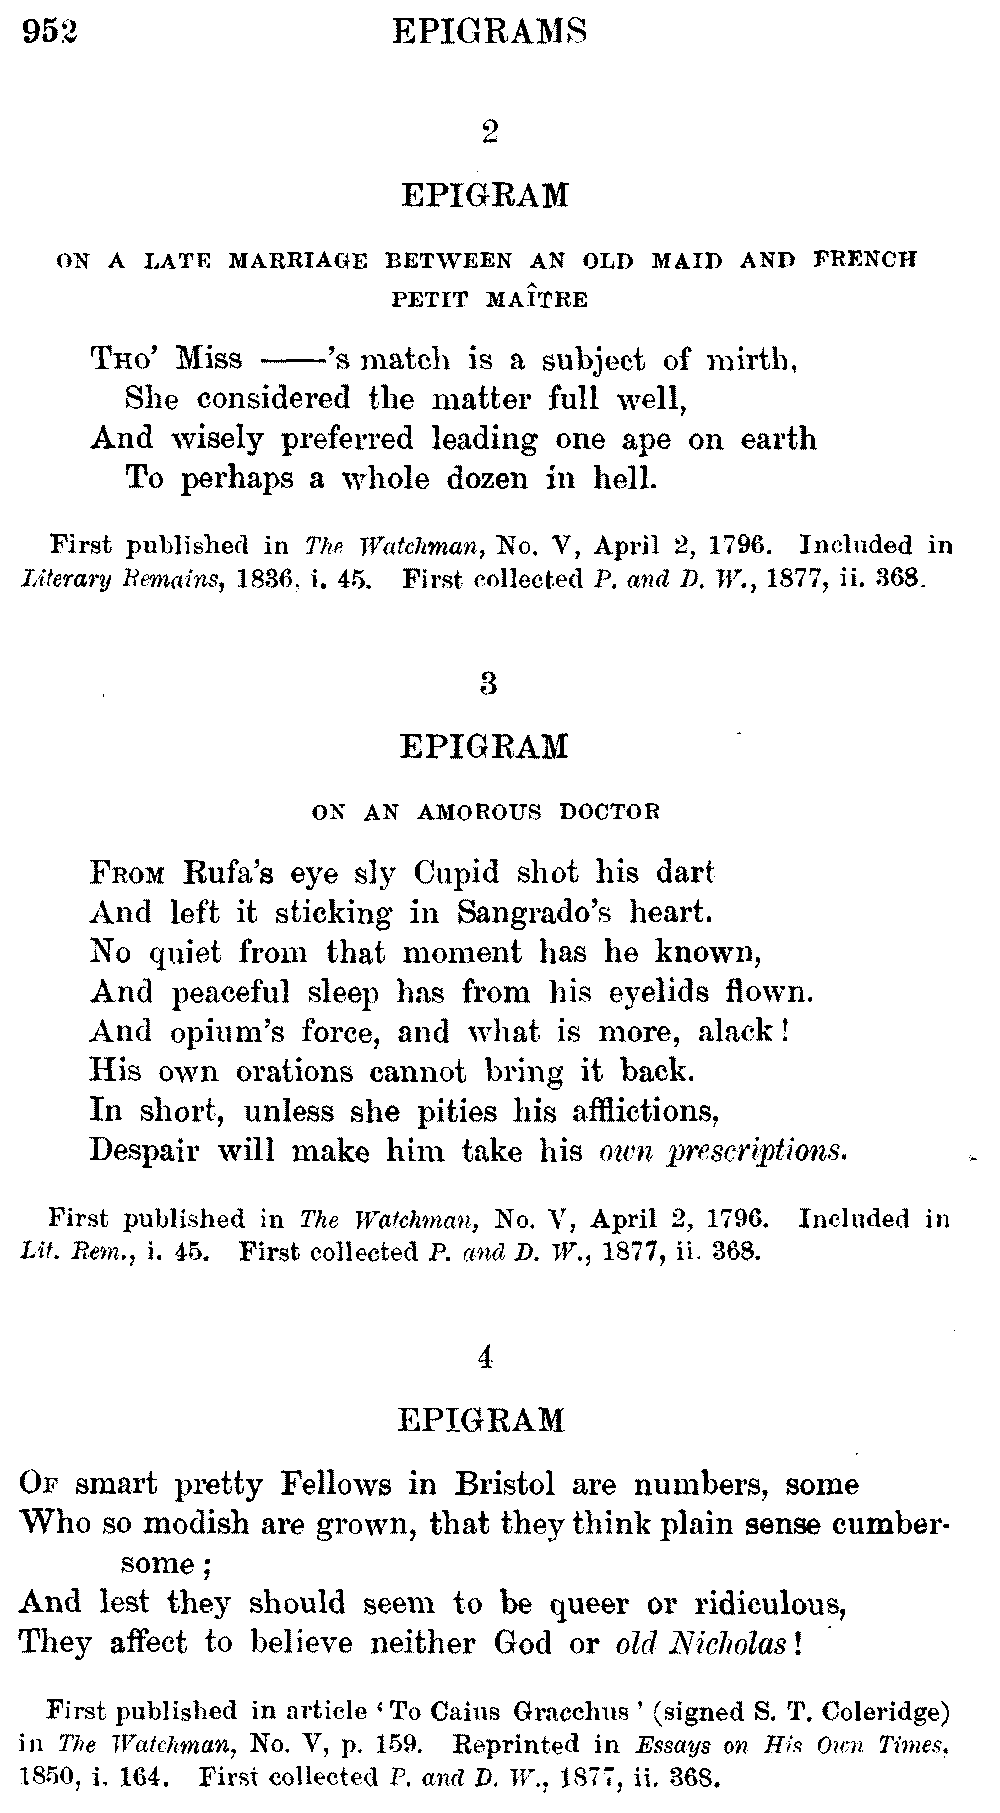 952 EPIGRAMS
2
EPIGRAM
ON A LATE MARRIAGE BETWEEN AN OLD MAID AND FRENCH
PETIT MAÎTRE
THO' Miss ——'s match is a subject of mirth,
She considered the matter full well,
And wisely preferred leading one ape on earth
To perhaps a whole dozen in hell.
First published in The Watchman, No. V, April 2, 1796. Included in
Literary Remains, 1836, i. 45. First collected P. and D. W., 1877, ii. 368.
3
EPIGRAM
ON AN AMOROUS DOCTOR
FROM Rufa's eye sly Cupid shot his dart
And left it sticking in Sangrado's heart.
No quiet from that moment has he known,
And peaceful sleep has from his eyelids flown.
And opium's force, and what is more, alack!
His own orations cannot bring it back.
In short, unless she pities his afflictions,
Despair will make him take his own prescriptions.
First published in The Watchman, No. V, April 2, 1796. Included in
Lit. Rem., i. 45. First collected P. and D. W., 1877, ii. 368.
4
EPIGRAM
OF smart pretty Fellows in Bristol are numbers, some
Who so modish are grown, that they think plain sense cumber-
some;
And lest they should seem to be queer or ridiculous,
They affect to believe neither God or old Nicholas!
First published in article 'To Caius Gracchus' (signed S. T. Coleridge)
in The Watchman, No. V, p. 159. Reprinted in Essays on His Own Times,
1850, i. 164. First collected P. and D. W., 1877, ii. 368.